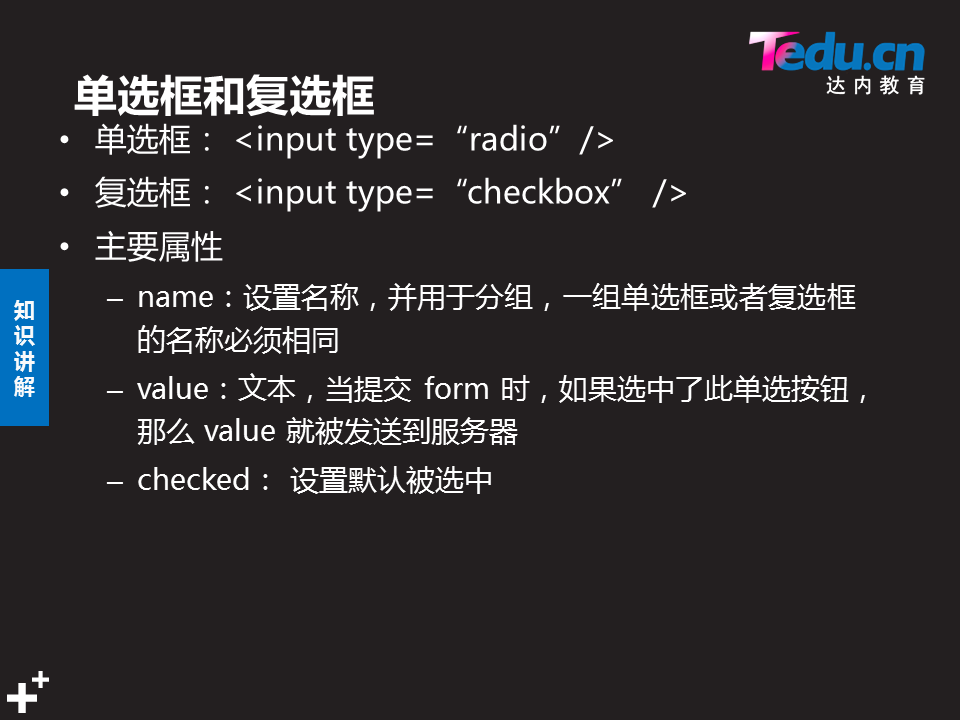 Tedu.cn
达内教育
单选框和复选框
• 单选框： <input type=“radio”/>
• 复选框： <input type=“checkbox” />
• 主要属性
– name：设置名称，并用于分组，一组单选框或者复选框
的名称必须相同
– value：文本，当提交 form 时，如果选中了此单选按钮，
那么 value 就被发送到服务器
– checked： 设置默认被选中
知识讲解